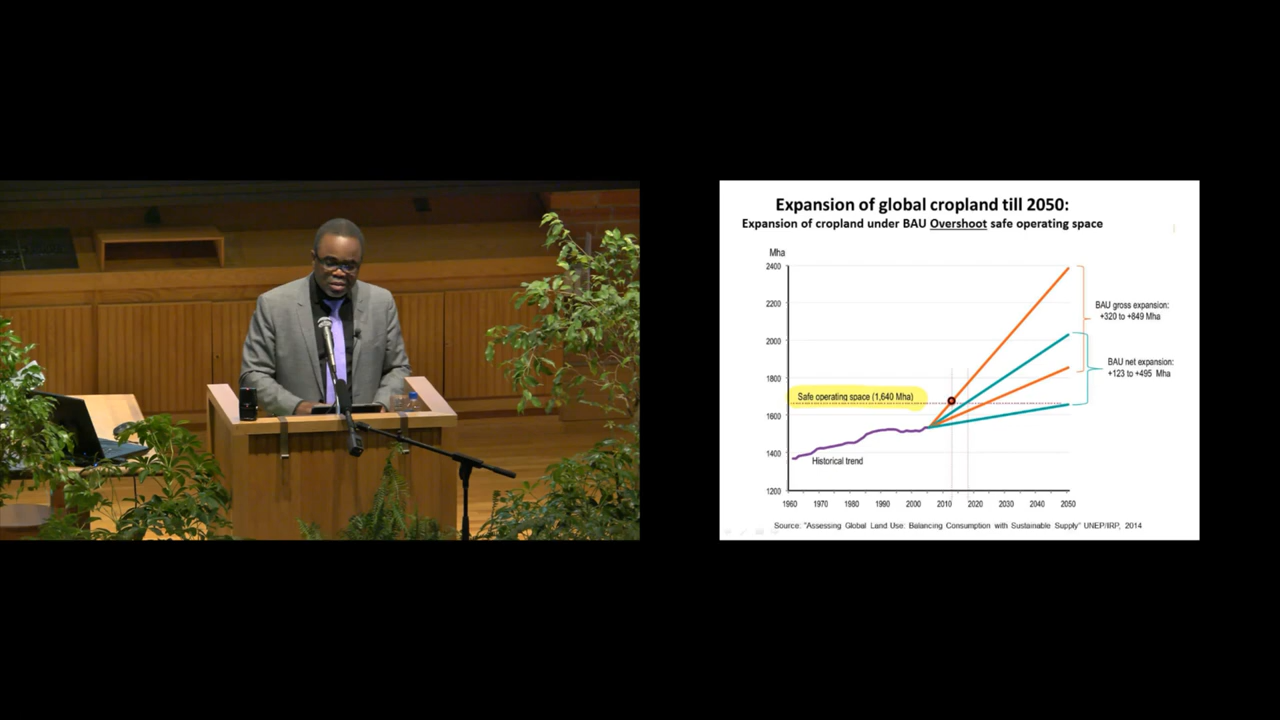 Expansion of global cropland till 2050:
Expansion of cropland under BAU Overshoot safe operating space
Mha
2400
2200
2000
1800
1600
1400
1200
BAU gross expansion:
+320 to +849 Mha
BAU net expansion:
+123 to +495 Mha
Safe operating space (1,640 Mha)
Historical trend
1960 1970 1980 1990 2000 2010 2020 2030 2040 2050
Source: "Assessing Global Land Use: Balancing Consumption with Sustainable Supply" UNEP/IRP, 2014